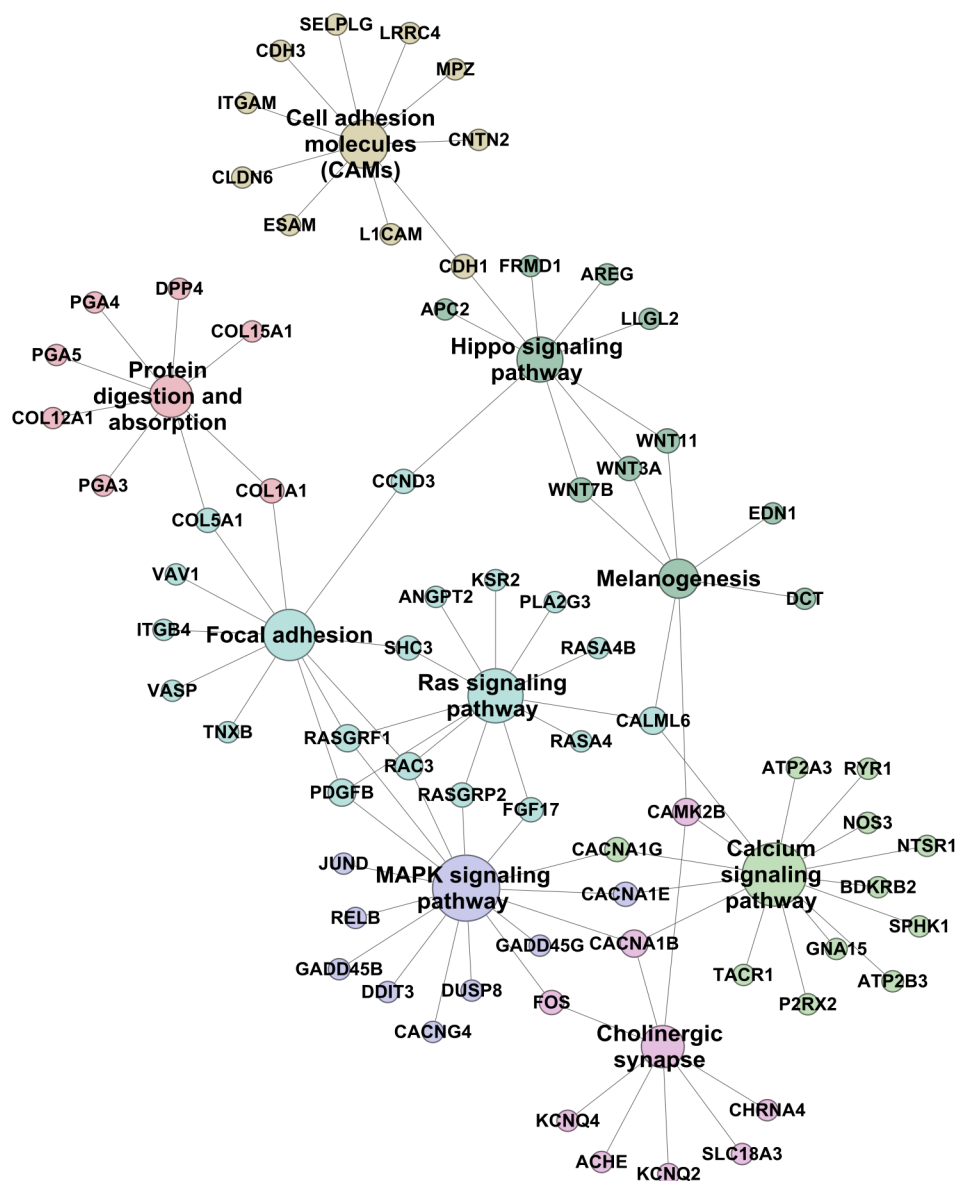 SELPLG
LRRC4
CDH3
MPZ
ITGAM
Cell adhesion
molecules
(CAMs)
CNTN2
CLDN6
ESAM
L1CAM
CDH1
FRMD1
AREG
APC2
LLGL2
Hippo signaling
pathway
DPP4
PGA4
COL15A1
PGA5
Protein
digestion and
absorption
COL12A1
PGA3
COL1A1
COL5A1
CCND3
WNT11
WNT3A
WNT7B
EDN1
Melanogenesis
DCT
VAV1
ITGB4
Focal adhesion
VASP
TNXB
ANGPT2
KSR2
PLA2G3
SHC3
RASA4B
Ras signaling
pathway
CALML6
RASA4
RASGRF1
RAC3
PDGFB
RASGRP2
FGF17
CAMK2B
ATP2A3
RYR1
NOS3
NTSR1
Calcium
signaling
pathway
BDKRB2
SPHK1
GNA15
ATP2B3
TACR1
P2RX2
CACNA1G
CACNA1E
CACNA1B
JUND
MAPK signaling
pathway
RELB
GADD45G
GADD45B
DDIT3
DUSP8
CACNG4
FOS
Cholinergic
synapse
KCNQ4
CHRNA4
ACHE
SLC18A3
KCNQ2